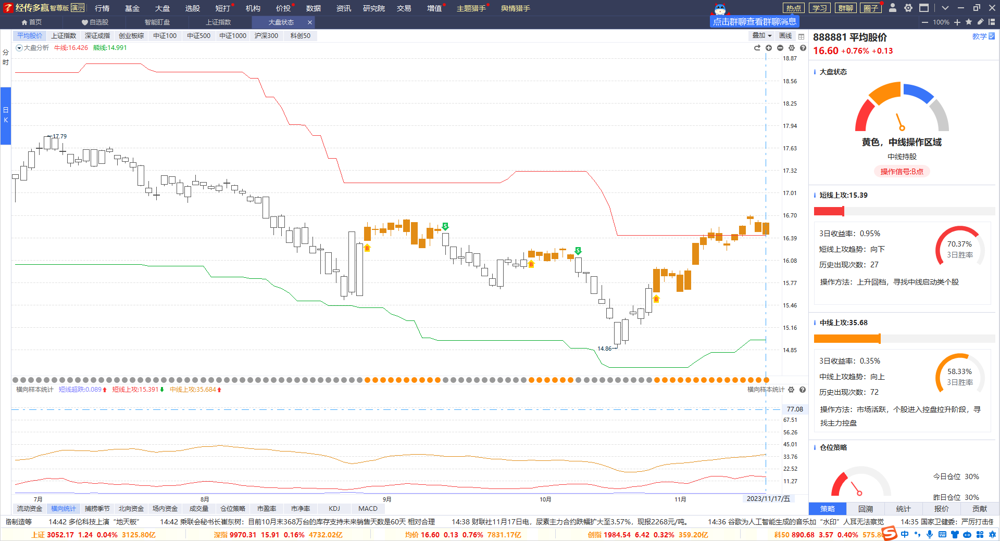 经传多赢 智尊版 演示 行情 基金 大盘 选股 短打 机构 价投 数据 资讯 研究院 交易 增值 主题猎手 舆情猎手 热点 学习 群聊 圈子
首页 自选股 智能盯盘 上证指数 大盘状态 × 点击群聊查看群聊消息 100%
平均股价 上证指数 深证成指 创业板综 中证100 中证500 中证1000 沪深300 科创50 叠加 画线
大盘分析 牛线:16.426 熊线:14.991
分时
日K
18.87
18.56
18.25
17.94
17.63
17.32
17.01
16.70
16.39
16.08
15.77
15.46
15.16
14.85
17.79
14.86
B
S
B
S
B
横向样本统计 短线超跌:0.089 短线上攻:15.391 中线上攻:35.684 横向样本统计
77.08
67.51
56.26
45.01
33.76
22.52
11.27
7月 8月 9月 10月 11月 2023/11/17/五
流动资金 横向统计 捕捞季节 北向资金 场内资金 成交量 仓位策略 市盈率 市净率 KDJ MACD
888881 平均股价 教学
16.60 +0.76% +0.13
大盘状态
黄色，中线操作区域
中线持股
操作信号:B点
短线上攻:15.39
3日收益率：0.95%
短线上攻趋势：向下
历史出现次数：27
70.37%
3日胜率
操作方法：上升回档，寻找中线启动类个股
中线上攻:35.68
3日收益率：0.35%
中线上攻趋势：向上
历史出现次数：72
58.33%
3日胜率
操作方法：市场活跃，个股进入控盘拉升阶段，寻
找主力控盘
仓位策略
今日仓位 30%
昨日仓位 30%
策略 回溯 统计 报价 贡献
路制造等 14:42 多伦科技上演“地天板” 14:42 乘联会秘书长崔东树：目前10月末368万台的库存支持未来销售天数是60天 相对合理 14:38 财联社11月17日电，尿素主力合约跌幅扩大至3.57%，现报2268元/吨。 14:36 谷歌为人工智能生成的音乐加“水印” 人耳无法察觉 14:35 国家卫健委：严厉打击
上证 3052.17 1.24 0.04% 3125.80亿 深指 9970.31 15.91 0.16% 4732.02亿 均价 16.60 0.13 0.76% 7831.17亿 创指 1984.54 6.42 0.32% 359.20亿 科50 890.68 3.57 0.40% 575.8 中